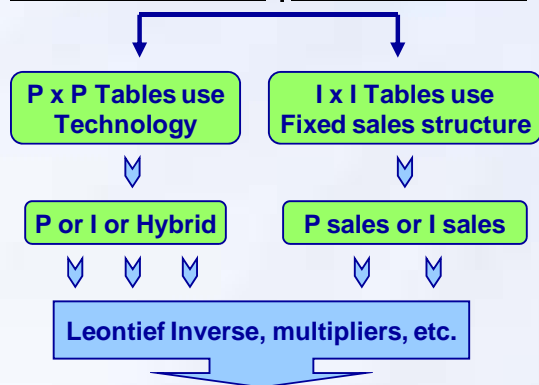 P x P Tables use
Technology
I x I Tables use
Fixed sales structure
P or I or Hybrid
P sales or I sales
Leontief Inverse, multipliers, etc.